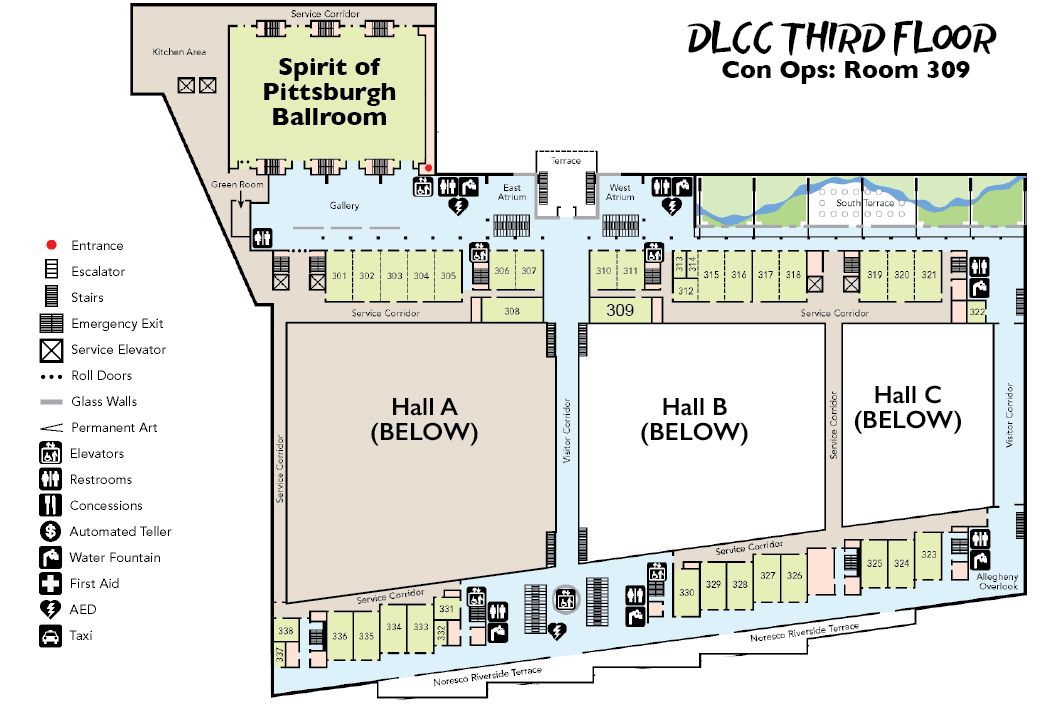 DLCC THIRD FLOOR
Con Ops: Room 309
Service Corridor
Kitchen Area
Spirit of
Pittsburgh
Ballroom
Green Room
Gallery
East
Atrium
Terrace
West
Atrium
South Terrace
301
302
303
304
305
306
307
308
309
310
311
312
313
314
315
316
317
318
319
320
321
322
Service Corridor
Service Corridor
Hall A
(BELOW)
Hall B
(BELOW)
Hall C
(BELOW)
Service Corridor
Visitor Corridor
Service Corridor
Visitor Corridor
Service Corridor
Service Corridor
323
324
325
326
327
328
329
330
331
332
333
334
335
336
337
338
Allegheny
Overlook
Noresco Riverside Terrace
Noresco Riverside Terrace
Entrance
Escalator
Stairs
Emergency Exit
Service Elevator
Roll Doors
Glass Walls
Permanent Art
Elevators
Restrooms
Concessions
$
Automated Teller
Water Fountain
First Aid
AED
Taxi